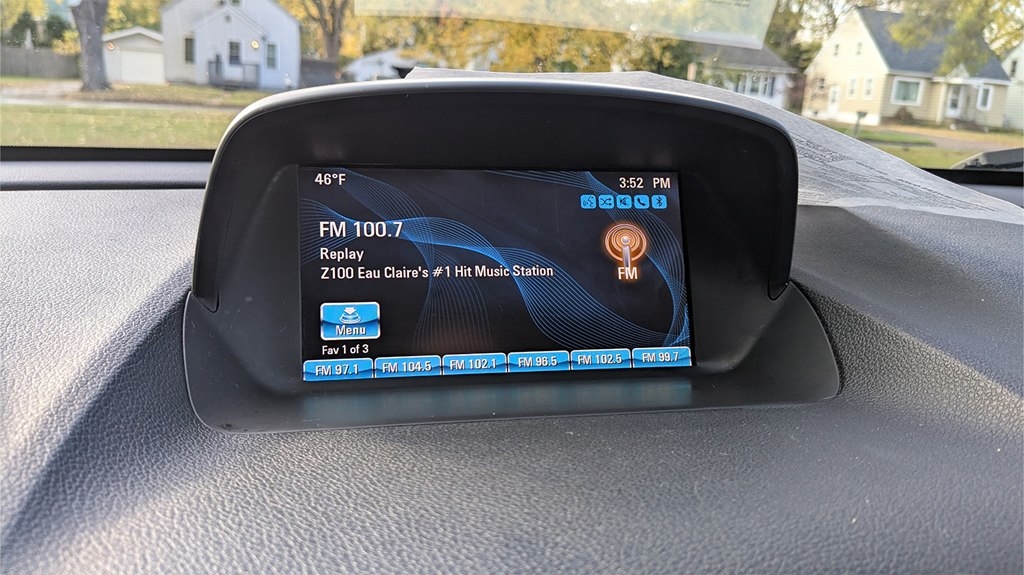 46°F
3:52 PM
FM 100.7
Replay
Z100 Eau Claire's #1 Hit Music Station
FM
Menu
Fav 1 of 3
FM 97.1 FM 104.5 FM 102.1 FM 96.5 FM 102.5 FM 99.7